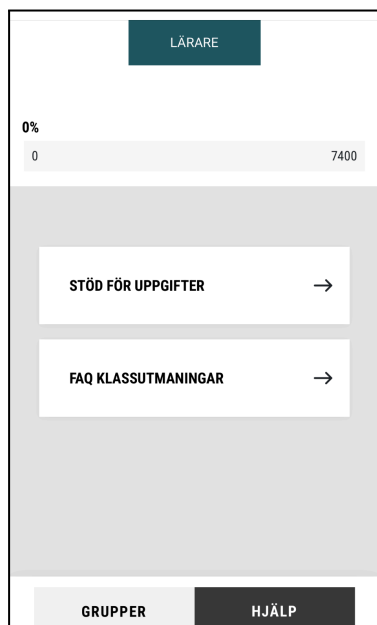 LÄRARE
0%
0 7400
STÖD FÖR UPPGIFTER
FAQ KLASSUTMANINGAR
GRUPPER HJÄLP